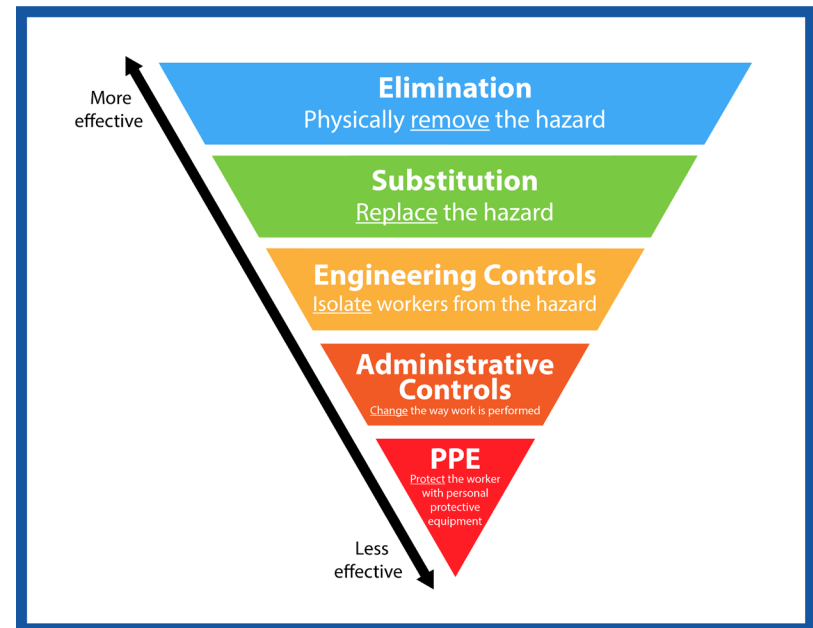 More
effective
Elimination
Physically remove the hazard
Substitution
Replace the hazard
Engineering Controls
Isolate workers from the hazard
Administrative
Controls
Change the way work is performed
PPE
Protect the worker
with personal
protective
equipment
Less
effective